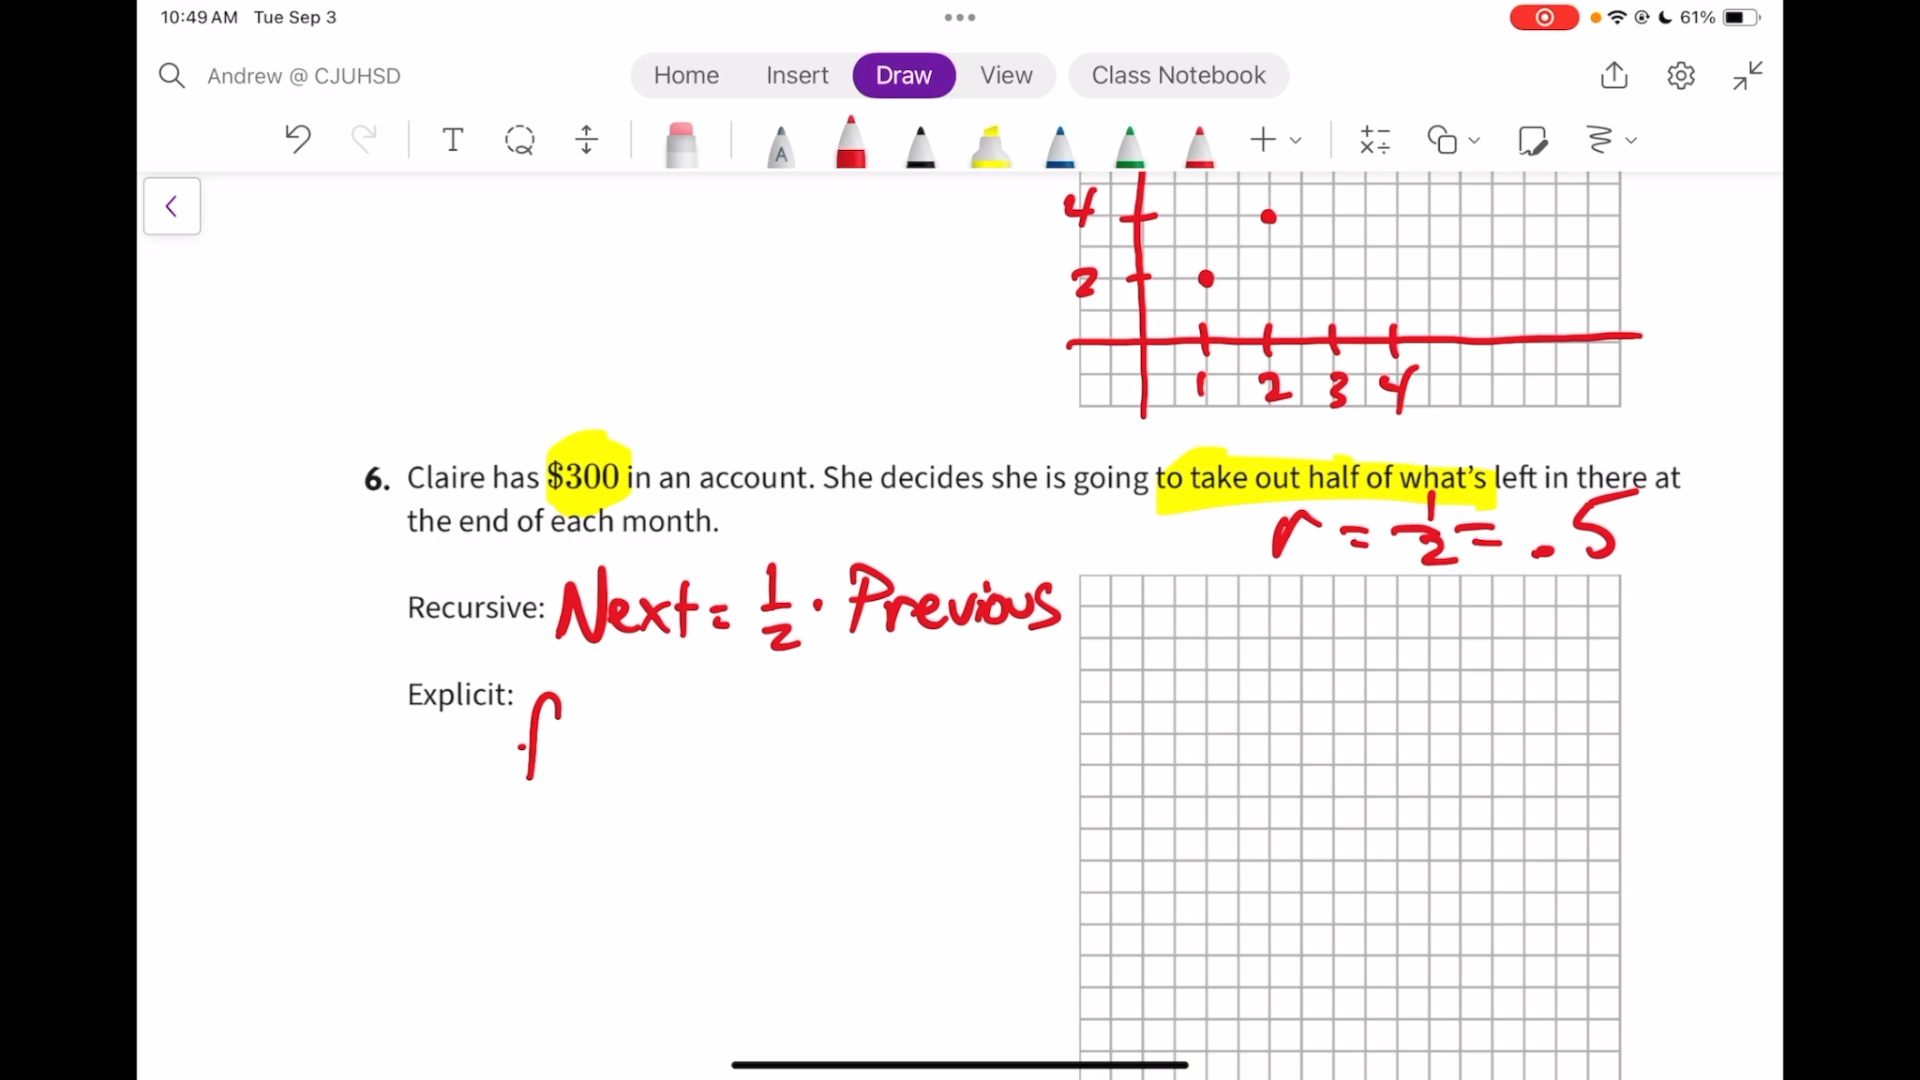 10:49 AM Tue Sep 3
61%
Andrew @ CJUHSD
Home Insert Draw View Class Notebook
T
A
4
2
1 2 3 4
6. Claire has $300 in an account. She decides she is going to take out half of what's left in there at
the end of each month.
r = 1/2 = .5
Recursive: Next = 1/2 · Previous
Explicit: f